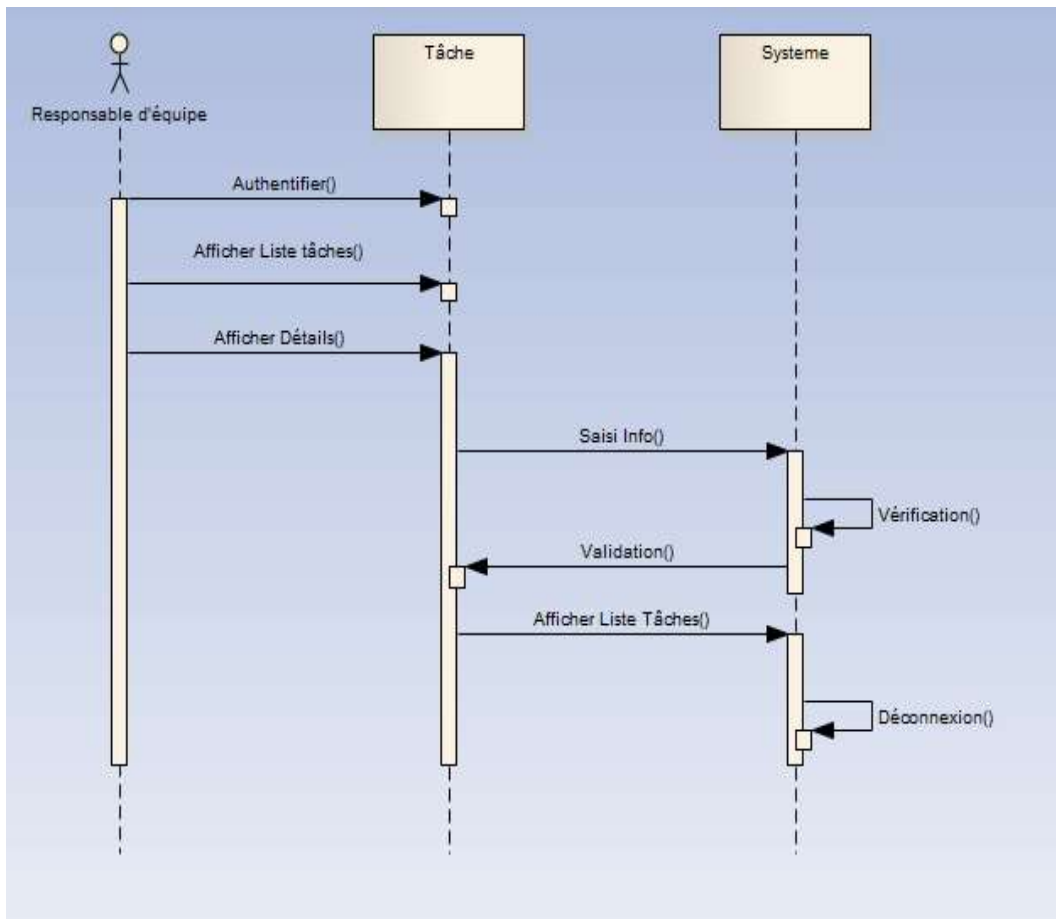 Responsable d'équipe
Tâche
Systeme
Authentifier()
Afficher Liste tâches()
Afficher Détails()
Saisi Info()
Vérification()
Validation()
Afficher Liste Tâches()
Déconnexion()